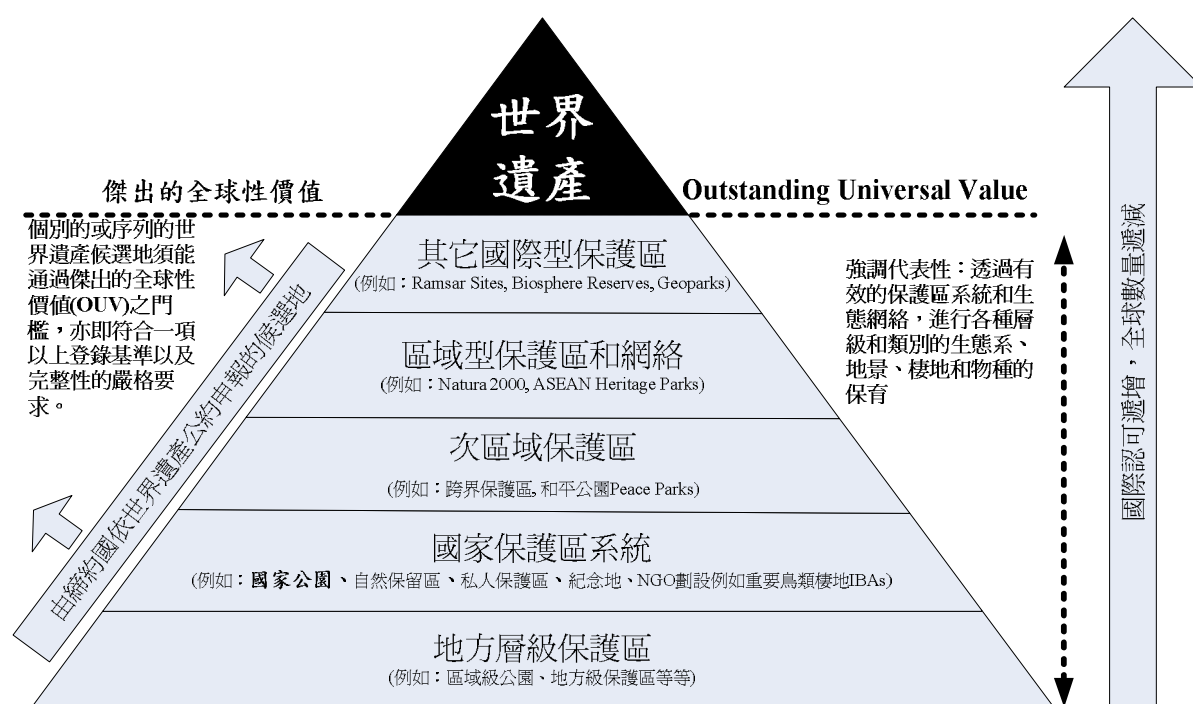 世界
遺產
傑出的全球性價值
Outstanding Universal Value
個別的或序列的世
界遺產候選地須能
通過傑出的全球性
價值(OUV)之門
檻，亦即符合一項
以上登錄基準以及
完整性的嚴格要
求。
由締約國依世界遺產公約申報的候選地
其它國際型保護區
(例如：Ramsar Sites, Biosphere Reserves, Geoparks)
區域型保護區和網絡
(例如：Natura 2000, ASEAN Heritage Parks)
次區域保護區
(例如：跨界保護區, 和平公園Peace Parks)
國家保護區系統
(例如：國家公園、自然保留區、私人保護區、紀念地、NGO劃設例如重要鳥類棲地IBAs)
地方層級保護區
(例如：區域級公園、地方級保護區等等)
強調代表性：透過有
效的保護區系統和生
態網絡，進行各種層
級和類別的生態系、
地景、棲地和物種的
保育
國際認可遞增，全球數量遞減